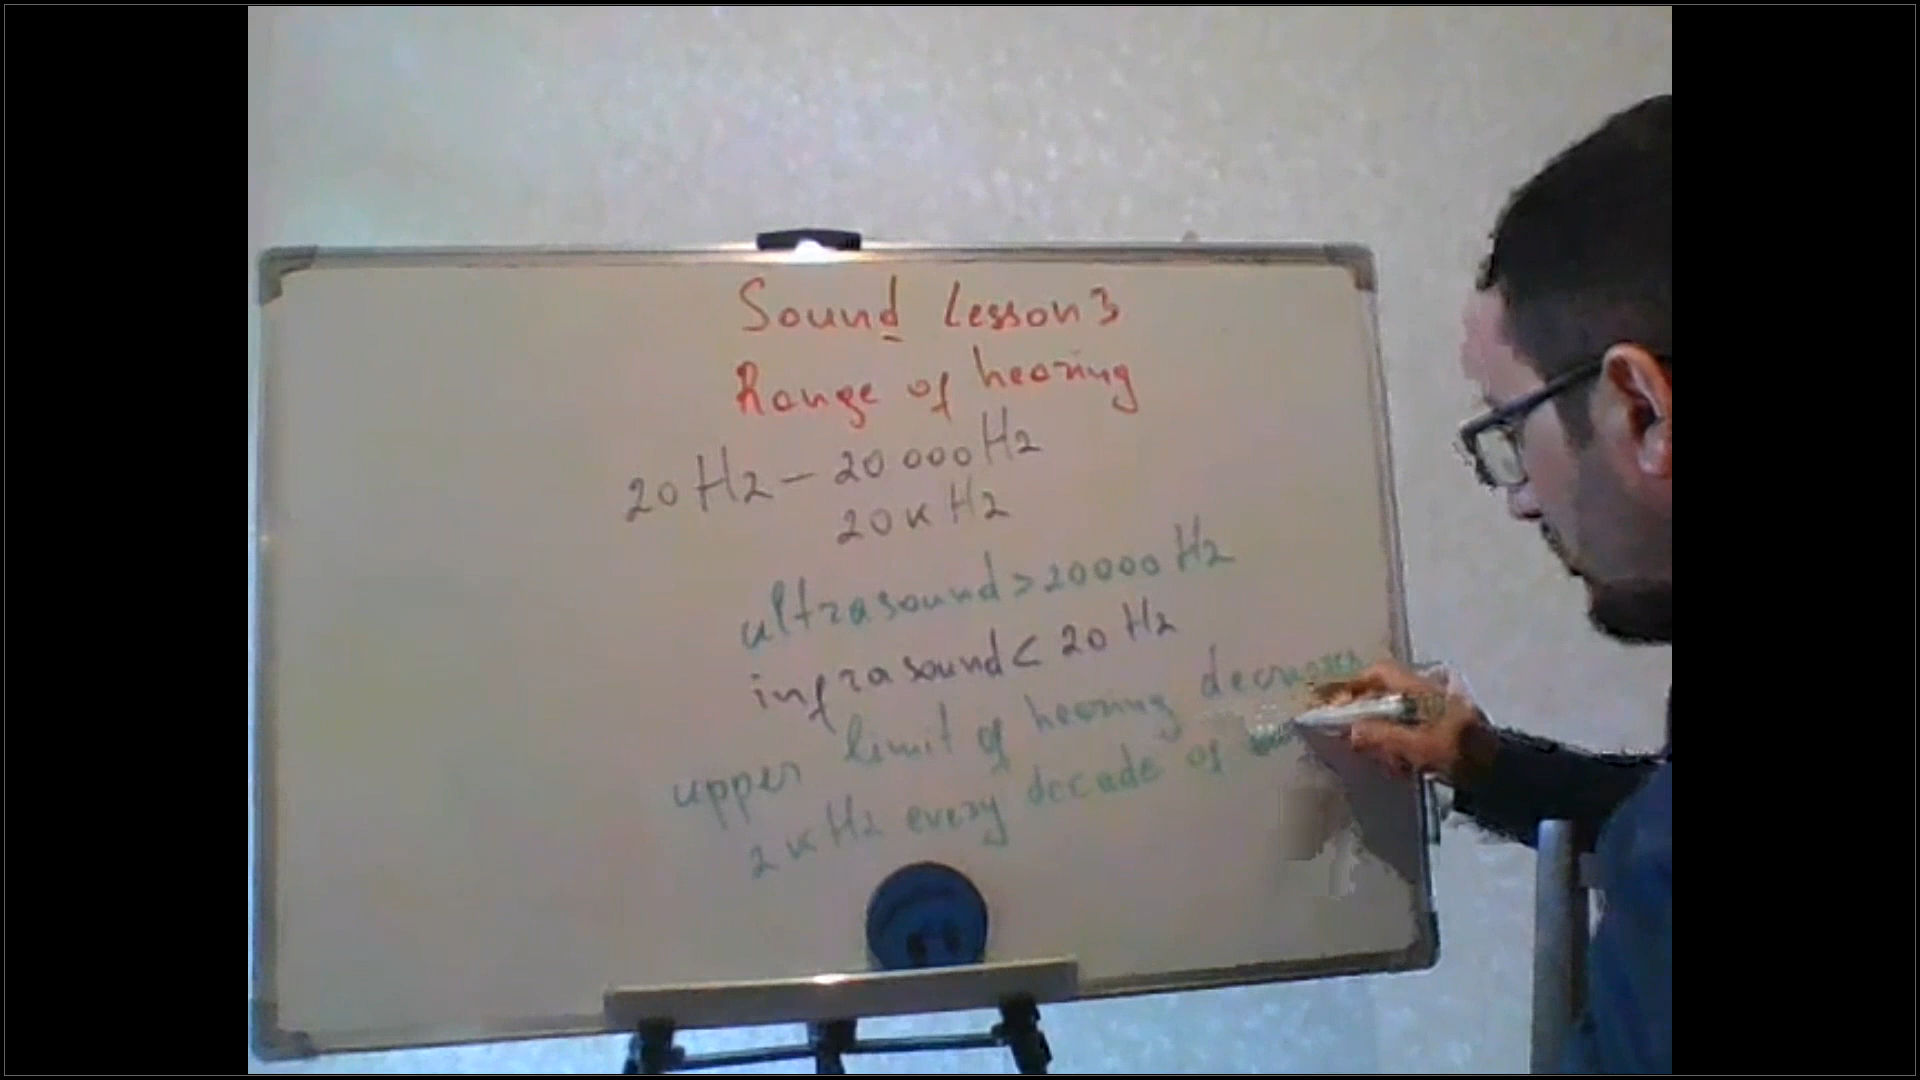 Sound Lesson 3
Range of hearing
20 Hz - 20 000 Hz
20 K Hz
ultrasound > 20000 Hz
infrasound < 20 Hz
upper limit of hearing decreases
2 K Hz every decade of